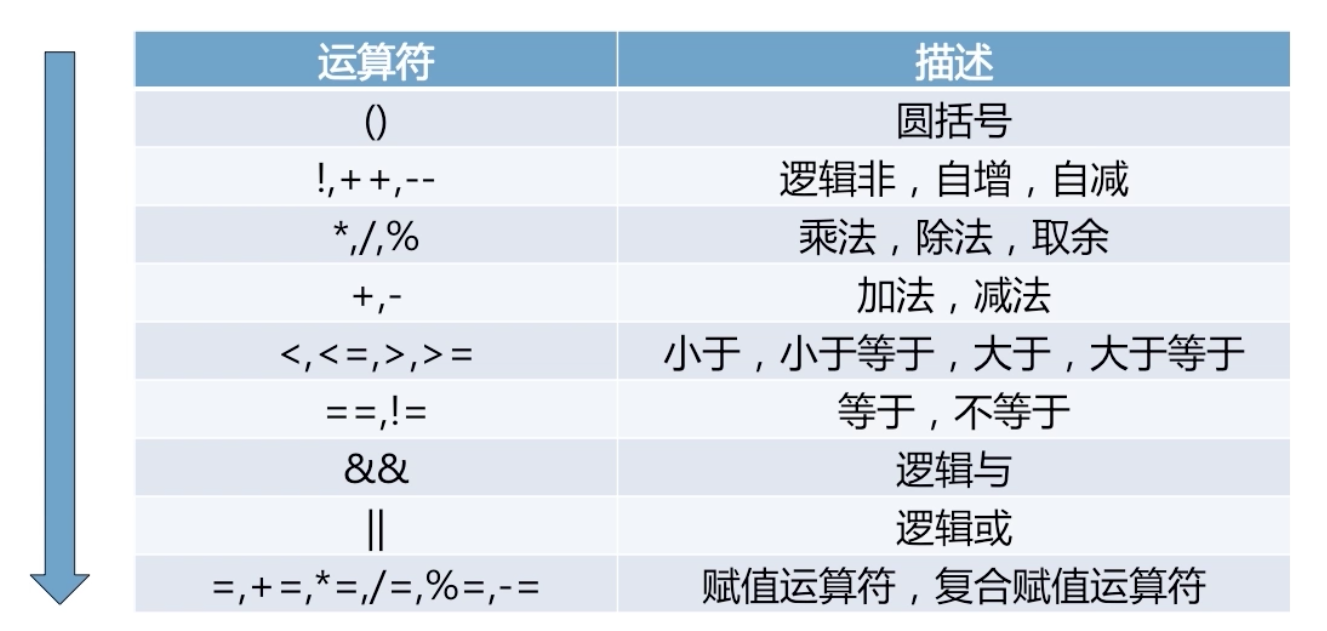 运算符 描述
() 圆括号
!,++,-- 逻辑非，自增，自减
*,/,% 乘法，除法，取余
+,- 加法，减法
<,<=,>,>= 小于，小于等于，大于，大于等于
==,!= 等于，不等于
&& 逻辑与
|| 逻辑或
=,+=,*=,/=,%=,-= 赋值运算符，复合赋值运算符